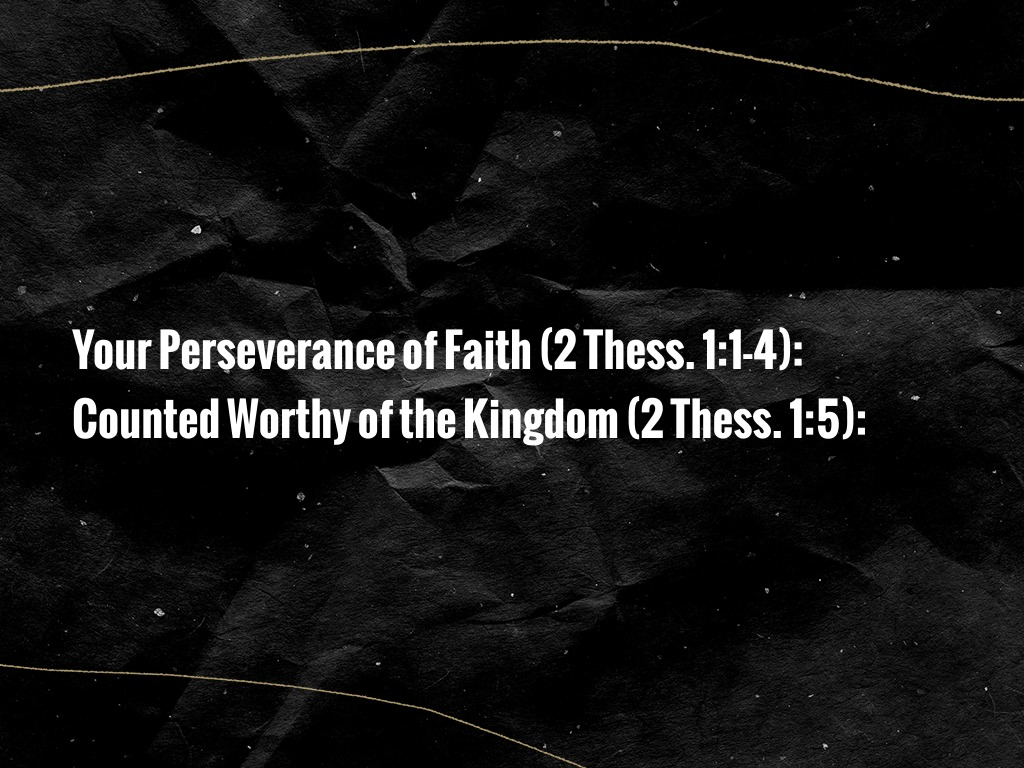 Your Perseverance of Faith (2 Thess. 1:1-4):
Counted Worthy of the Kingdom (2 Thess. 1:5):